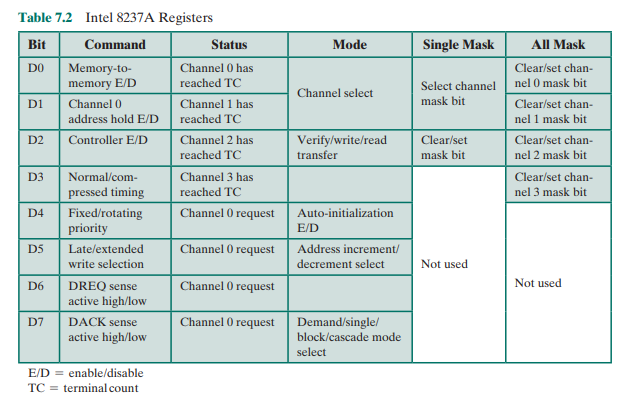 Table 7.2 Intel 8237A Registers
Bit Command Status Mode Single Mask All Mask
D0 Memory-to-
memory E/D
Channel 0 has
reached TC
Channel select
Select channel
mask bit
Clear/set chan-
nel 0 mask bit
D1 Channel 0
address hold E/D
Channel 1 has
reached TC
Clear/set chan-
nel 1 mask bit
D2 Controller E/D
Channel 2 has
reached TC
Verify/write/read
transfer
Clear/set
mask bit
Clear/set chan-
nel 2 mask bit
D3 Normal/com-
pressed timing
Channel 3 has
reached TC
Not used
Clear/set chan-
nel 3 mask bit
D4 Fixed/rotating
priority
Channel 0 request
Auto-initialization
E/D
Not used
D5 Late/extended
write selection
Channel 0 request
Address increment/
decrement select
D6 DREQ sense
active high/low
Channel 0 request
D7 DACK sense
active high/low
Channel 0 request
Demand/single/
block/cascade mode
select
E/D = enable/disable
TC = terminal count